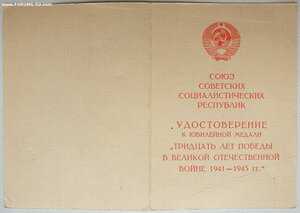 www.FORUMS-SU.com
СОЮЗ
СОВЕТСКИХ
СОЦИАЛИСТИЧЕСКИХ
РЕСПУБЛИК
УДОСТОВЕРЕНИЕ
К ЮБИЛЕЙНОЙ МЕДАЛИ
„ТРИДЦАТЬ ЛЕТ ПОБЕДЫ
В ВЕЛИКОЙ ОТЕЧЕСТВЕННОЙ
ВОЙНЕ 1941—1945 гг."